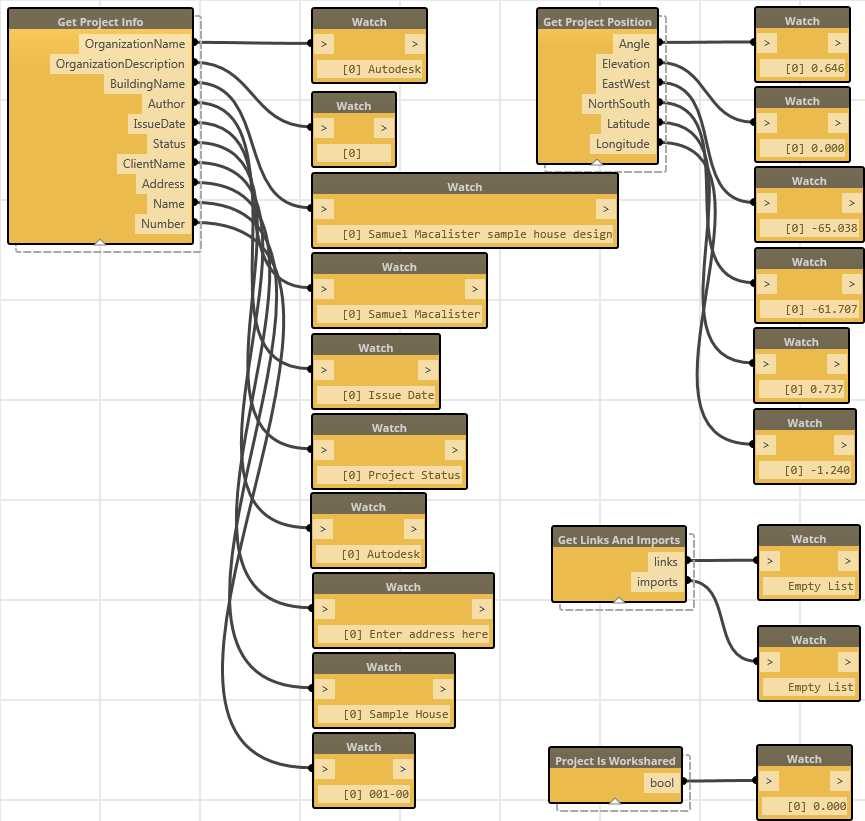 Get Project Info
OrganizationName
OrganizationDescription
BuildingName
Author
IssueDate
Status
ClientName
Address
Name
Number
Watch
> >
[0] Autodesk
Watch
> >
[0]
Watch
> >
[0] Samuel Macalister sample house design
Watch
> >
[0] Samuel Macalister
Watch
> >
[0] Issue Date
Watch
> >
[0] Project Status
Watch
> >
[0] Autodesk
Watch
> >
[0] Enter address here
Watch
> >
[0] Sample House
Watch
> >
[0] 001-00
Get Project Position
Angle
Elevation
EastWest
NorthSouth
Latitude
Longitude
Watch
> >
[0] 0.646
Watch
> >
[0] 0.000
Watch
> >
[0] -65.038
Watch
> >
[0] -61.707
Watch
> >
[0] 0.737
Watch
> >
[0] -1.240
Get Links And Imports
links
imports
Watch
> >
Empty List
Watch
> >
Empty List
Project Is Workshared
bool
Watch
> >
[0] 0.000